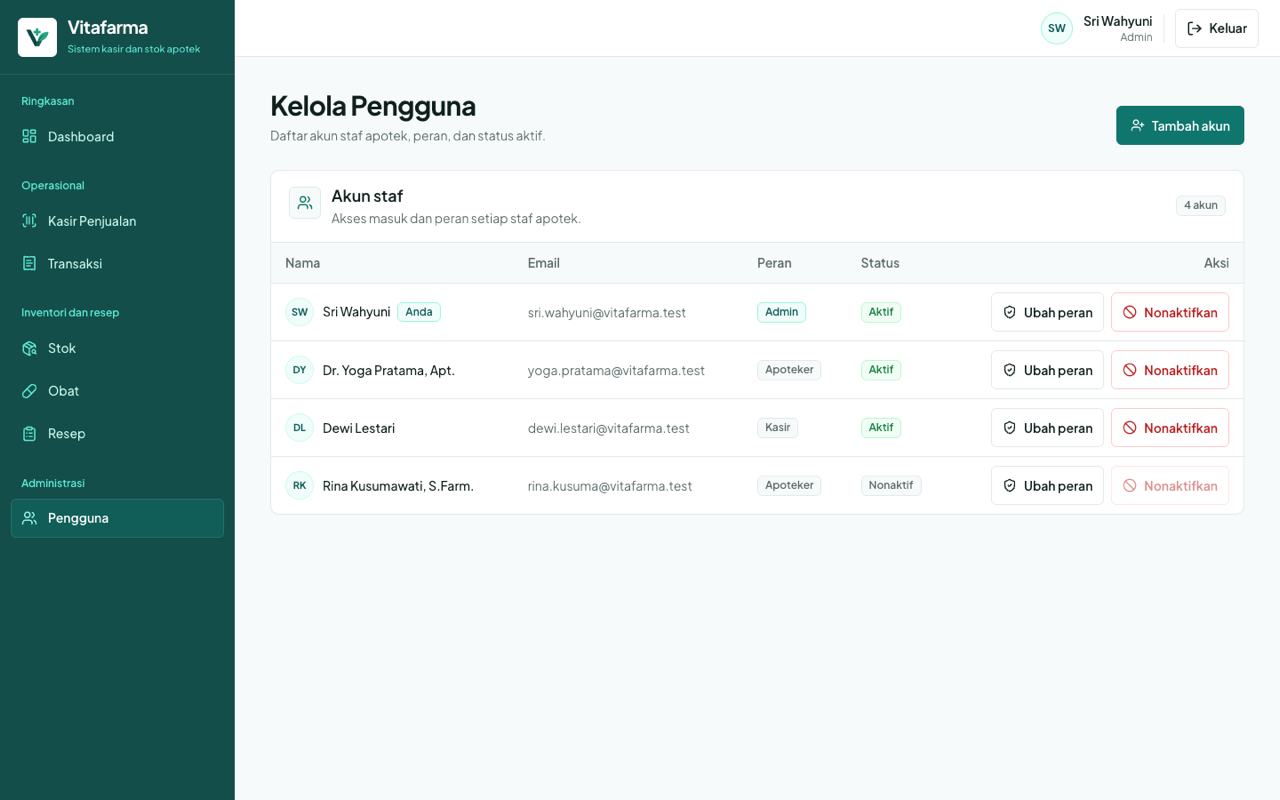 Vitafarma
Sistem kasir dan stok apotek
Ringkasan
Dashboard
Operasional
Kasir Penjualan
Transaksi
Inventori dan resep
Stok
Obat
Resep
Administrasi
Pengguna
SW Sri Wahyuni
Admin
Keluar
Kelola Pengguna
Daftar akun staf apotek, peran, dan status aktif.
Tambah akun
Akun staf
Akses masuk dan peran setiap staf apotek.
4 akun
Nama Email Peran Status Aksi
SW Sri Wahyuni Anda sri.wahyuni@vitafarma.test Admin Aktif Ubah peran Nonaktifkan
DY Dr. Yoga Pratama, Apt. yoga.pratama@vitafarma.test Apoteker Aktif Ubah peran Nonaktifkan
DL Dewi Lestari dewi.lestari@vitafarma.test Kasir Aktif Ubah peran Nonaktifkan
RK Rina Kusumawati, S.Farm. rina.kusuma@vitafarma.test Apoteker Nonaktif Ubah peran Nonaktifkan